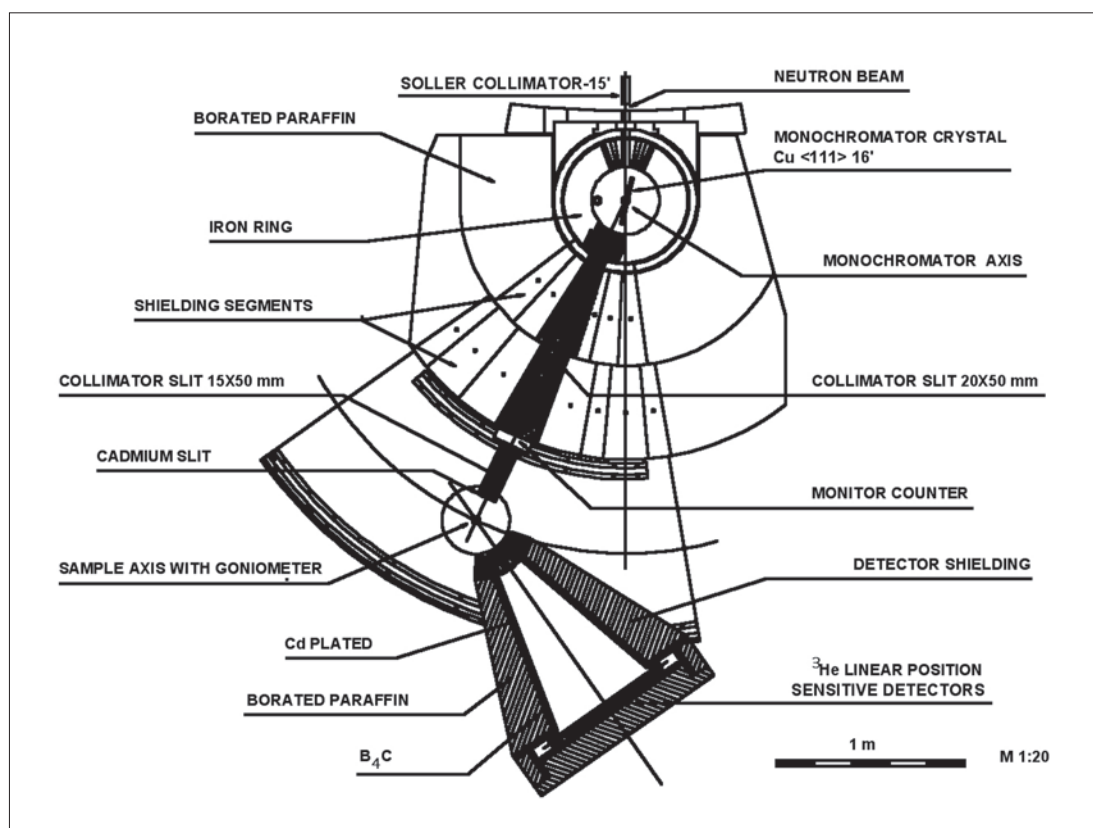 SOLLER COLLIMATOR-15'
NEUTRON BEAM
BORATED PARAFFIN
MONOCHROMATOR CRYSTAL
Cu <111> 16'
IRON RING
MONOCHROMATOR AXIS
SHIELDING SEGMENTS
COLLIMATOR SLIT 15X50 mm
COLLIMATOR SLIT 20X50 mm
CADMIUM SLIT
MONITOR COUNTER
SAMPLE AXIS WITH GONIOMETER
DETECTOR SHIELDING
Cd PLATED
³He LINEAR POSITION
SENSITIVE DETECTORS
BORATED PARAFFIN
B₄C
1 m
M 1:20